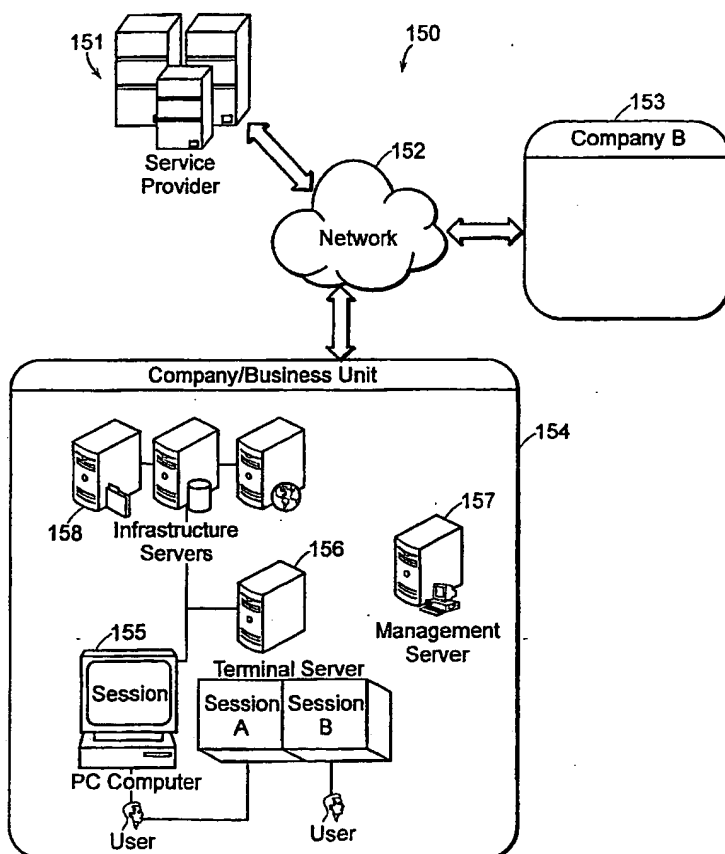 151
150
153
Company B
Service
Provider
152
Network
Company/Business Unit
154
158
Infrastructure
Servers
157
156
Management
Server
155
Session
Terminal Server
Session
A
Session
B
PC Computer
User
User